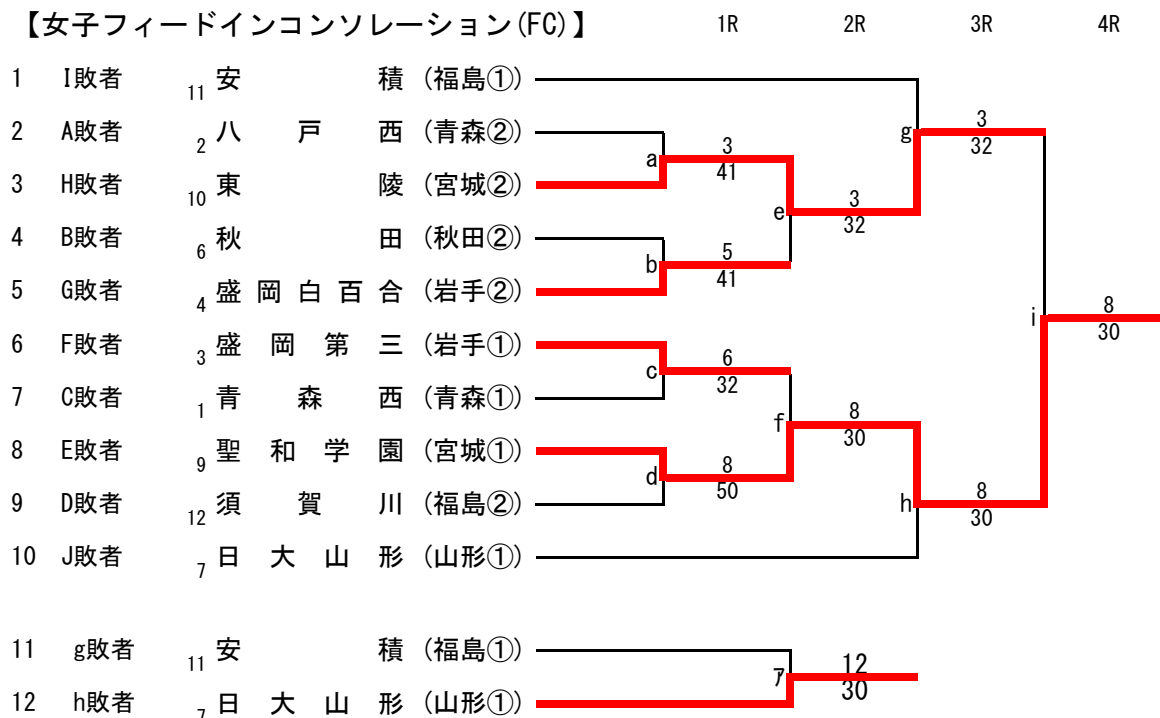 【女子フィードインコンソレーション(FC)】 1R 2R 3R 4R
1 I敗者 11 安積 (福島①)
2 A敗者 2 八戸西 (青森②)
3 H敗者 10 東陵 (宮城②)
4 B敗者 6 秋田 (秋田②)
5 G敗者 4 盛岡白百合 (岩手②)
6 F敗者 3 盛岡第三 (岩手①)
7 C敗者 1 青森西 (青森①)
8 E敗者 9 聖和学園 (宮城①)
9 D敗者 12 須賀川 (福島②)
10 J敗者 7 日大山形 (山形①)
a 3 41
b 5 41
c 6 32
d 8 50
e 3 32
f 8 30
g 3 32
h 8 30
i 8 30
11 g敗者 11 安積 (福島①)
12 h敗者 7 日大山形 (山形①)
ア 12 30